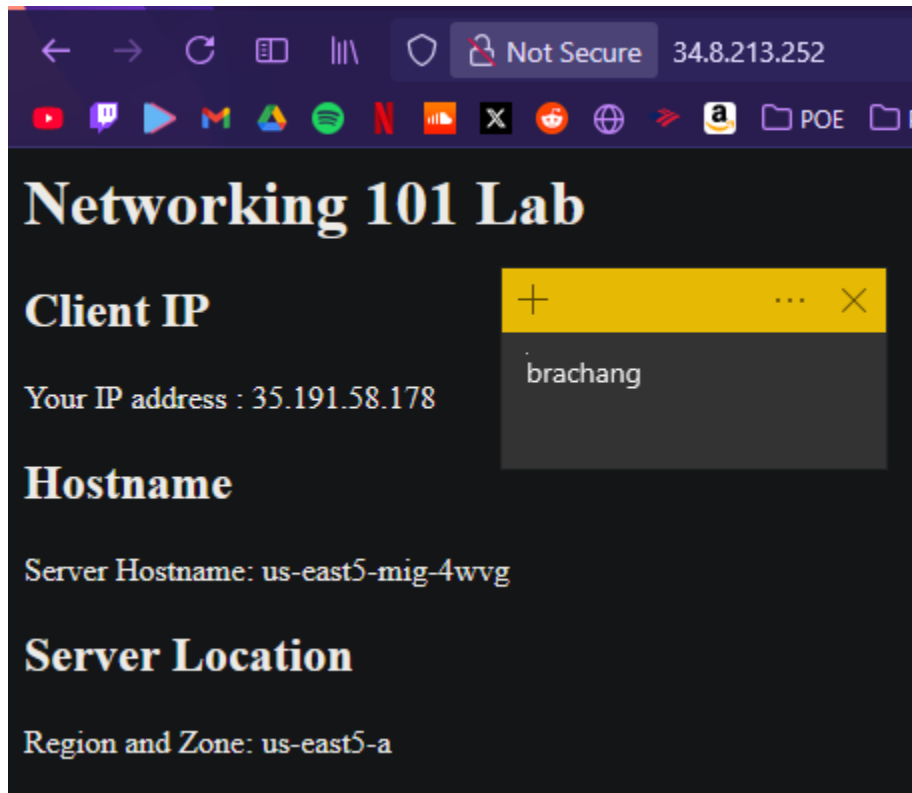 Not Secure 34.8.213.252
POE
Networking 101 Lab
Client IP
Your IP address : 35.191.58.178
brachang
Hostname
Server Hostname: us-east5-mig-4wvg
Server Location
Region and Zone: us-east5-a